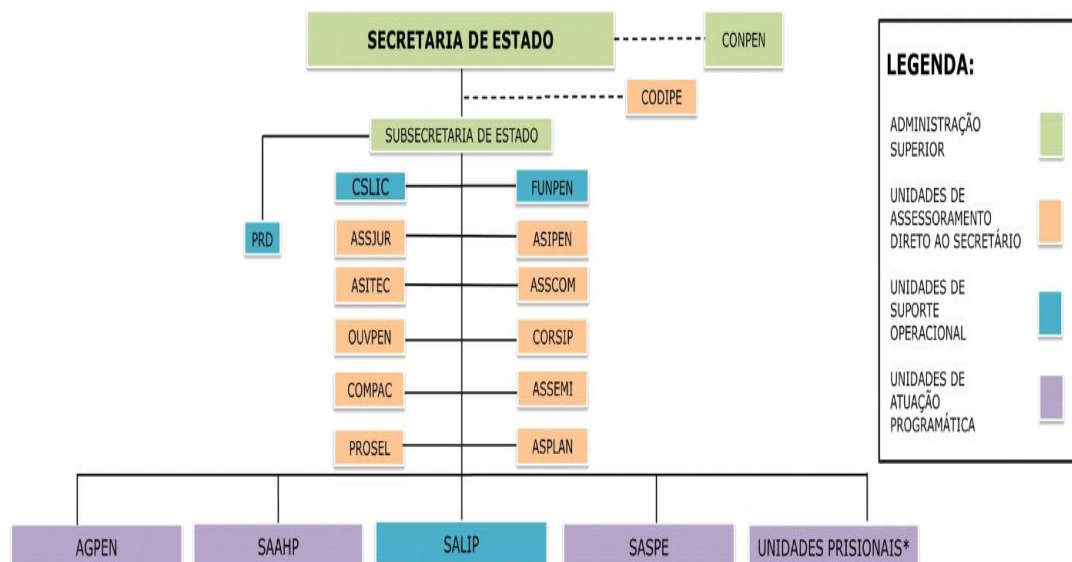 SECRETARIA DE ESTADO
CONPEN
CODIPE
SUBSECRETARIA DE ESTADO
CSLIC
FUNPEN
PRD
ASSJUR
ASIPEN
ASITEC
ASSCOM
OUVPEN
CORSIP
COMPAC
ASSEMI
PROSEL
ASPLAN
AGPEN
SAAHP
SALIP
SASPE
UNIDADES PRISIONAIS*
LEGENDA:
ADMINISTRAÇÃO
SUPERIOR
UNIDADES DE
ASSESSORAMENTO
DIRETO AO SECRETÁRIO
UNIDADES DE
SUPORTE
OPERACIONAL
UNIDADES DE
ATUAÇÃO
PROGRAMÁTICA